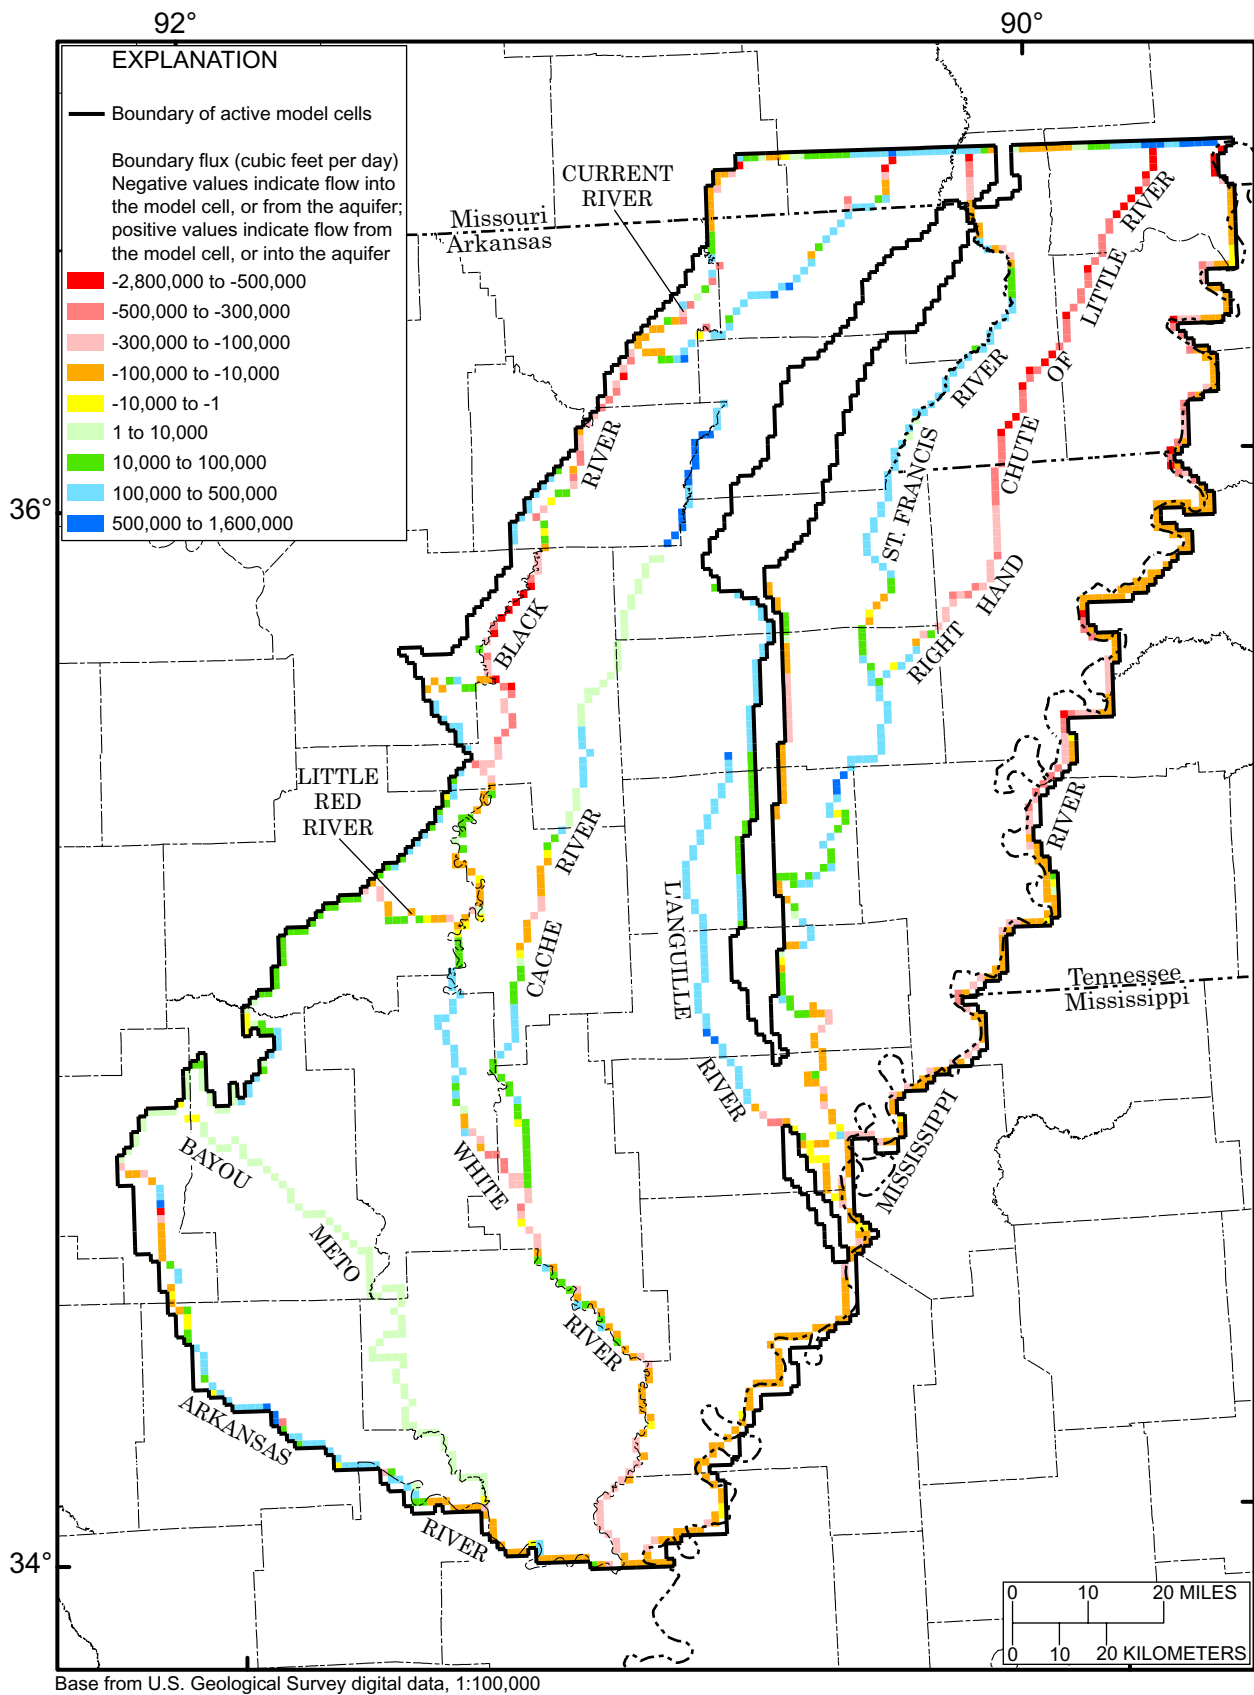 92°
90°
EXPLANATION
Boundary of active model cells
Boundary flux (cubic feet per day)
Negative values indicate flow into
the model cell, or from the aquifer;
positive values indicate flow from
the model cell, or into the aquifer
-2,800,000 to -500,000
-500,000 to -300,000
-300,000 to -100,000
-100,000 to -10,000
-10,000 to -1
1 to 10,000
10,000 to 100,000
100,000 to 500,000
500,000 to 1,600,000
CURRENT
RIVER
Missouri
Arkansas
RIVER
LITTLE
OF
CHUTE
HAND
RIGHT
RIVER
ST. FRANCIS
36°
RIVER
BLACK
LITTLE
RED
RIVER
RIVER
CACHE
L'ANGUILLE
RIVER
RIVER
MISSISSIPPI
Tennessee
Mississippi
BAYOU
METO
WHITE
RIVER
ARKANSAS
RIVER
34°
0 10 20 MILES
0 10 20 KILOMETERS
Base from U.S. Geological Survey digital data, 1:100,000